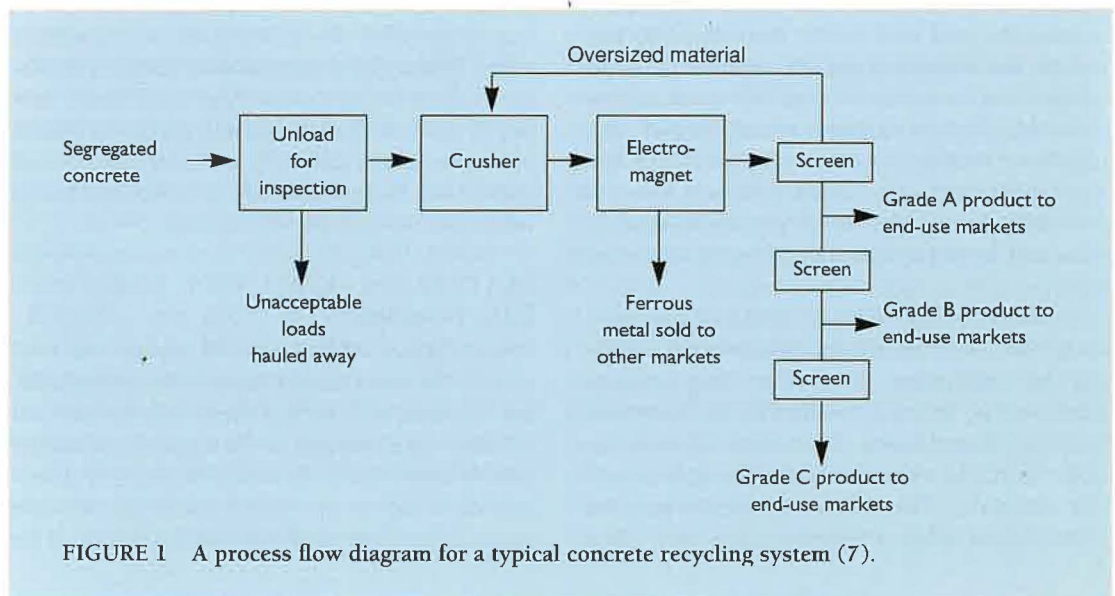 Oversized material
Segregated
concrete
Unload
for
inspection
Crusher
Electro-
magnet
Screen
Grade A product to
end-use markets
Screen
Unacceptable
loads
hauled away
Ferrous
metal sold to
other markets
Grade B product to
end-use markets
Screen
Grade C product to
end-use markets
FIGURE 1 A process flow diagram for a typical concrete recycling system (7).